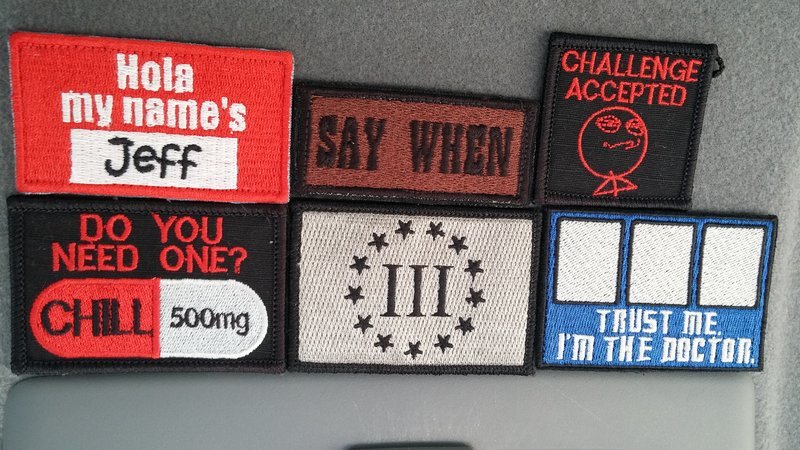 Hola
my name's
Jeff
SAY WHEN
CHALLENGE
ACCEPTED
DO YOU
NEED ONE?
CHILL 500mg
III
TRUST ME,
I'M THE DOCTOR.